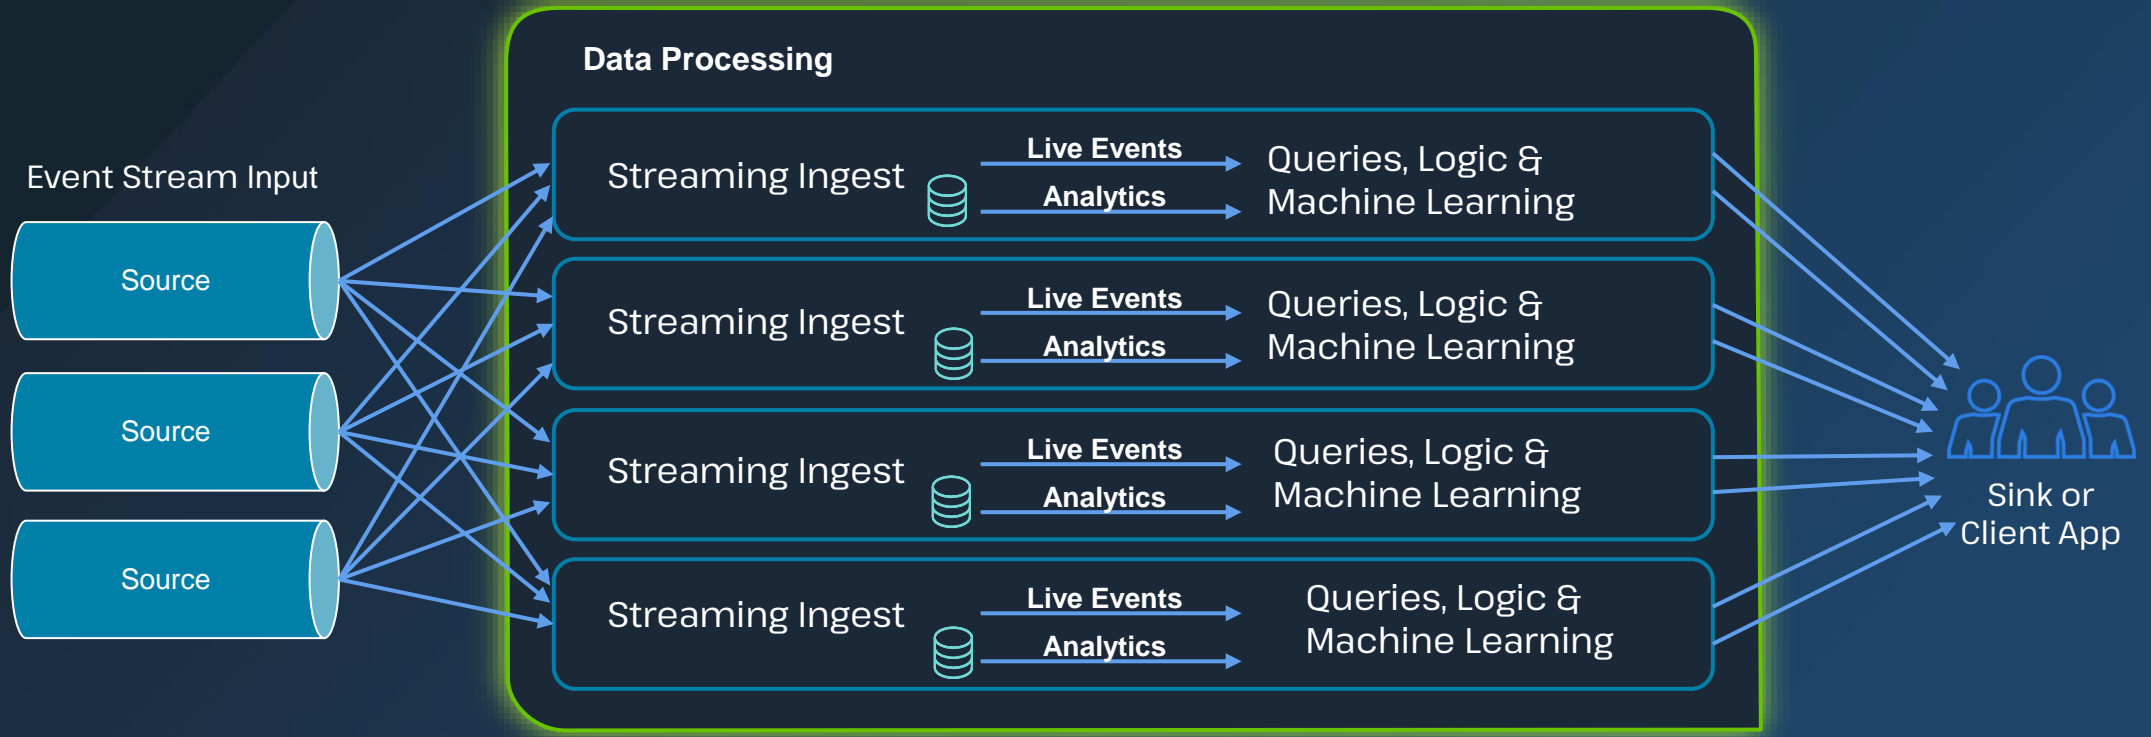 Data Processing
Event Stream Input
Source
Source
Source
Streaming Ingest
Live Events
Analytics
Queries, Logic &
Machine Learning
Streaming Ingest
Live Events
Analytics
Queries, Logic &
Machine Learning
Streaming Ingest
Live Events
Analytics
Queries, Logic &
Machine Learning
Streaming Ingest
Live Events
Analytics
Queries, Logic &
Machine Learning
Sink or
Client App